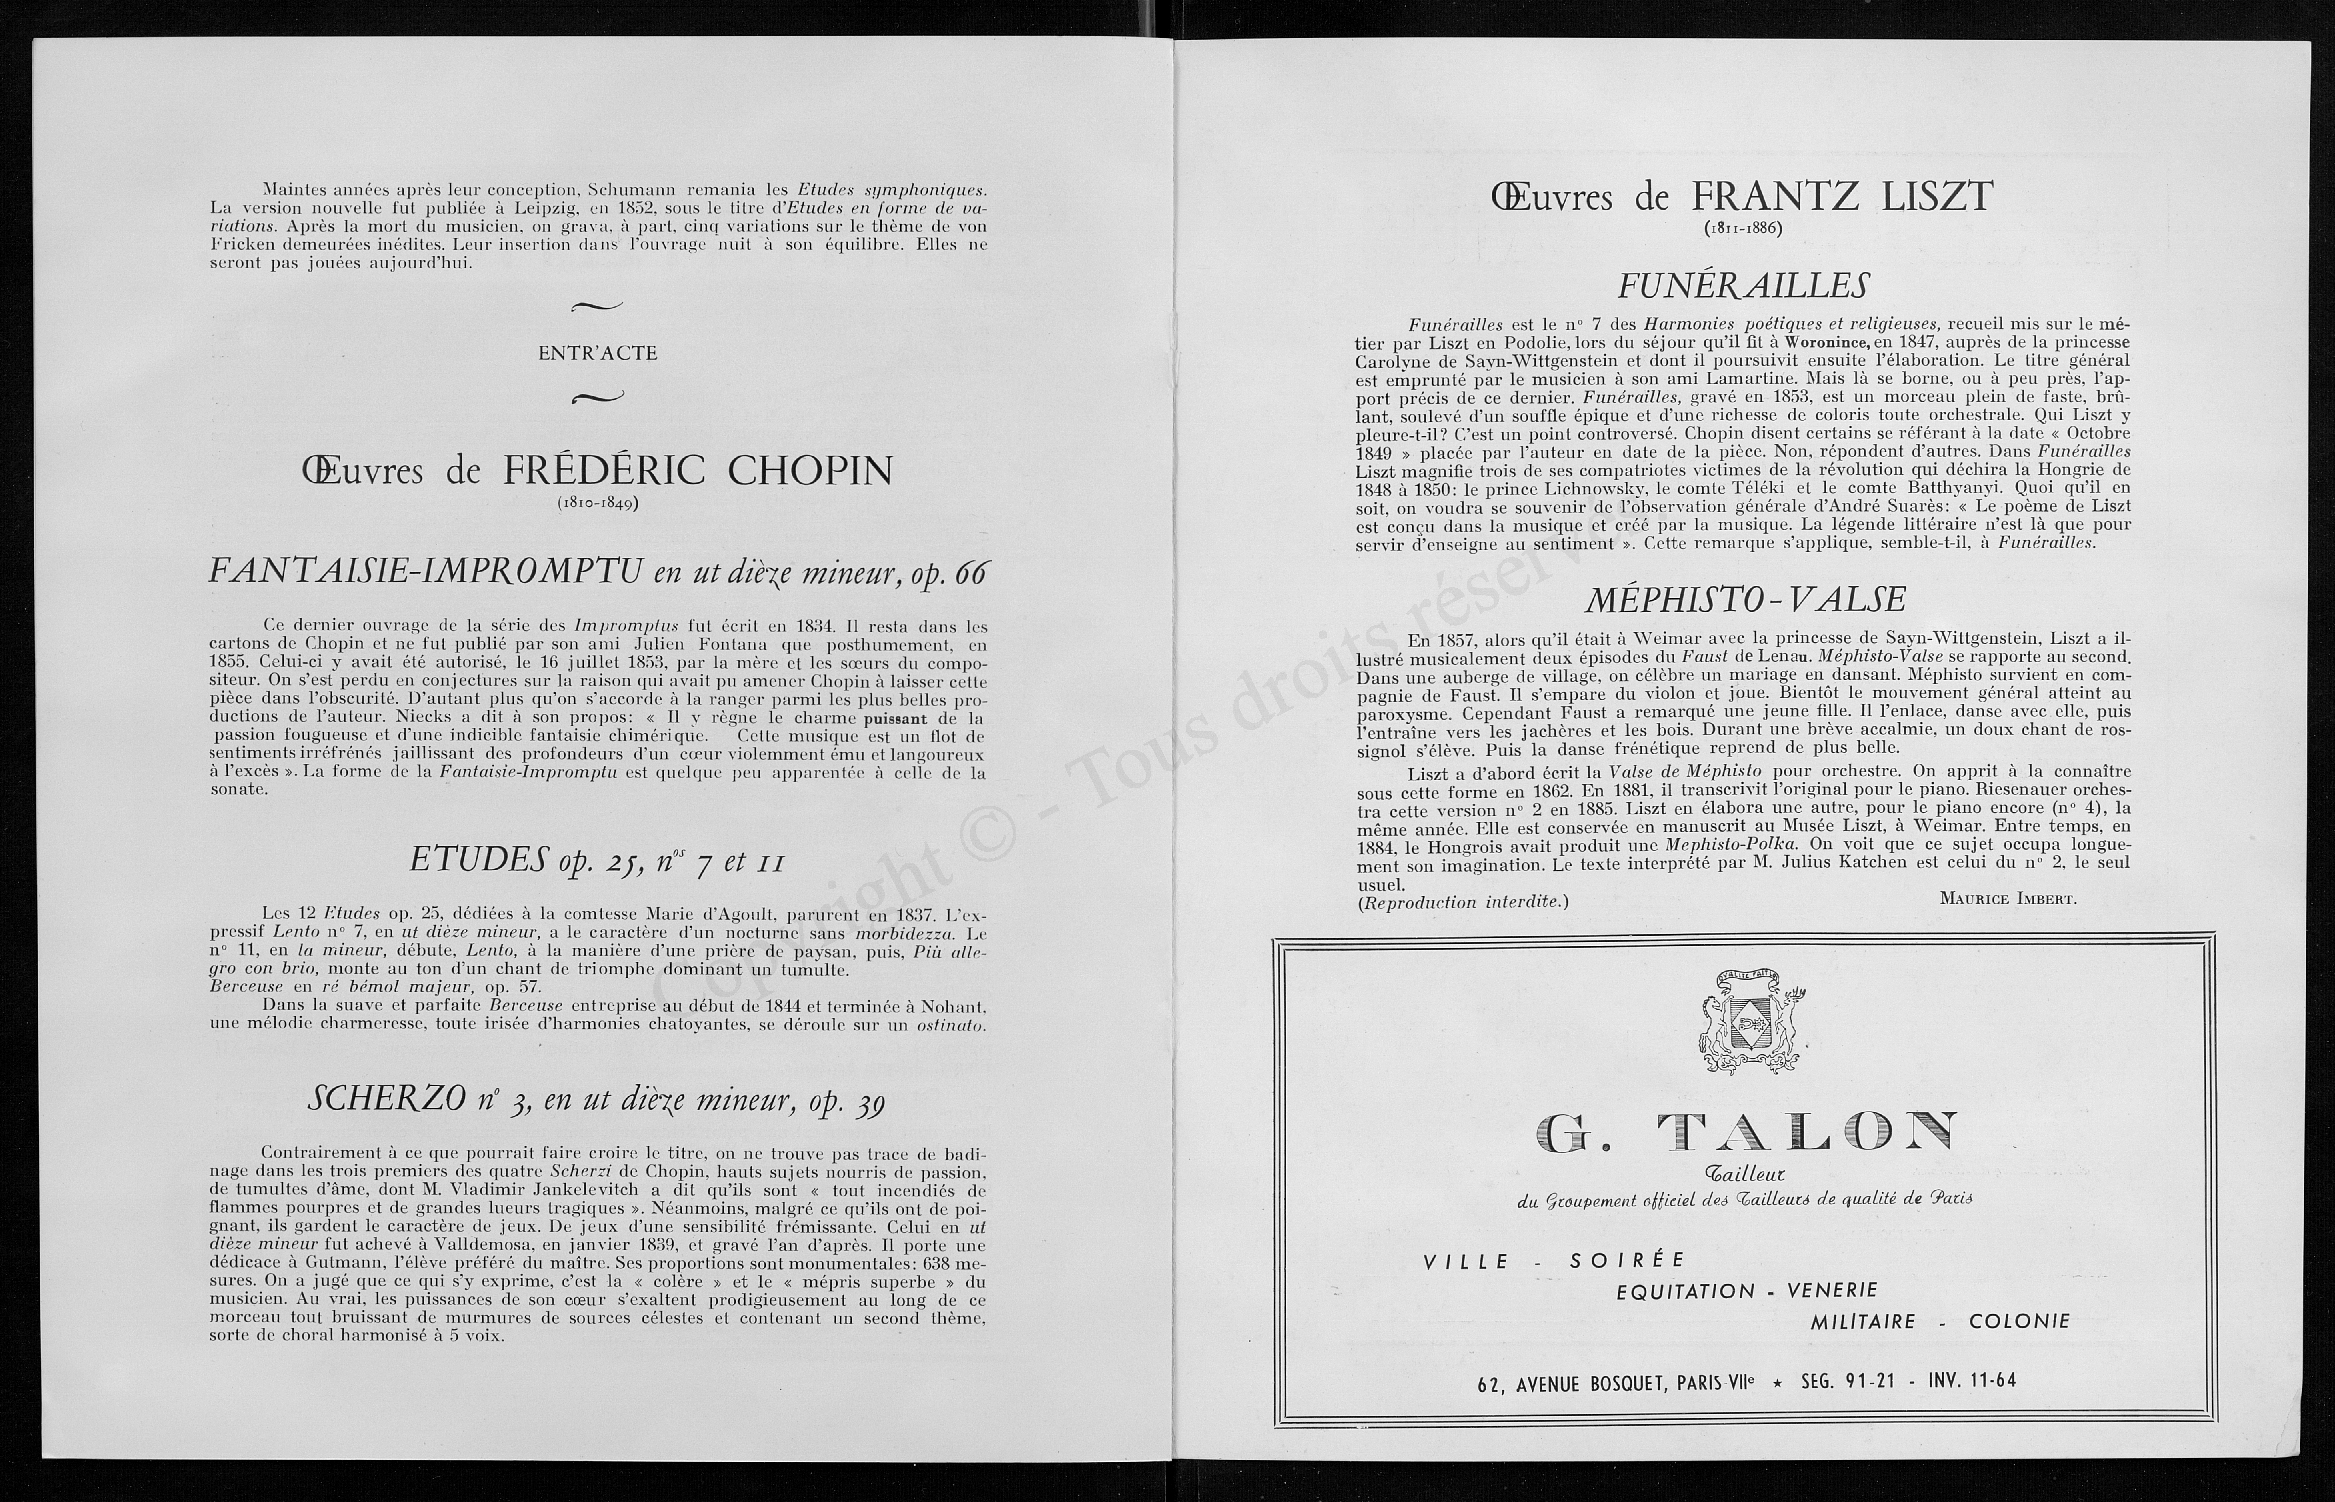 Maintes années après leur conception, Schumann remania les Etudes symphoniques.
La version nouvelle fut publiée à Leipzig, en 1852, sous le titre d'Etudes en forme de va-
riations. Après la mort du musicien, on grava, à part, cinq variations sur le thème de von
Fricken demeurées inédites. Leur insertion dans l'ouvrage nuit à son équilibre. Elles ne
seront pas jouées aujourd'hui.
ENTR'ACTE
Œuvres de FRÉDÉRIC CHOPIN
(1810-1849)
FANTAISIE-IMPROMPTU en ut dièze mineur, op. 66
Ce dernier ouvrage de la série des Impromptus fut écrit en 1834. Il resta dans les
cartons de Chopin et ne fut publié par son ami Julien Fontana que posthumement, en
1855. Celui-ci y avait été autorisé, le 16 juillet 1853, par la mère et les sœurs du compo-
siteur. On s'est perdu en conjectures sur la raison qui avait pu amener Chopin à laisser cette
pièce dans l'obscurité. D'autant plus qu'on s'accorde à la ranger parmi les plus belles pro-
ductions de l'auteur. Niecks a dit à son propos: « Il y règne le charme puissant de la
passion fougueuse et d'une indicible fantaisie chimérique. Cette musique est un flot de
sentiments irréfrénés jaillissant des profondeurs d'un cœur violemment ému et langoureux
à l'excès ». La forme de la Fantaisie-Impromptu est quelque peu apparentée à celle de la
sonate.
ETUDES op. 25, nos 7 et 11
Les 12 Etudes op. 25, dédiées à la comtesse Marie d'Agoult, parurent en 1837. L'ex-
pressif Lento n° 7, en ut dièze mineur, a le caractère d'un nocturne sans morbidezza. Le
n° 11, en la mineur, débute, Lento, à la manière d'une prière de paysan, puis, Più alle-
gro con brio, monte au ton d'un chant de triomphe dominant un tumulte.
Berceuse en ré bémol majeur, op. 57.
Dans la suave et parfaite Berceuse entreprise au début de 1844 et terminée à Nohant,
une mélodie charmeresse, toute irisée d'harmonies chatoyantes, se déroule sur un ostinato.
SCHERZO n° 3, en ut dièze mineur, op. 39
Contrairement à ce que pourrait faire croire le titre, on ne trouve pas trace de badi-
nage dans les trois premiers des quatre Scherzi de Chopin, hauts sujets nourris de passion,
de tumultes d'âme, dont M. Vladimir Jankelevitch a dit qu'ils sont « tout incendiés de
flammes pourpres et de grandes lueurs tragiques ». Néanmoins, malgré ce qu'ils ont de poi-
gnant, ils gardent le caractère de jeux. De jeux d'une sensibilité frémissante. Celui en ut
dièze mineur fut achevé à Valldemosa, en janvier 1839, et gravé l'an d'après. Il porte une
dédicace à Gutmann, l'élève préféré du maître. Ses proportions sont monumentales: 638 me-
sures. On a jugé que ce qui s'y exprime, c'est la « colère » et le « mépris superbe » du
musicien. Au vrai, les puissances de son cœur s'exaltent prodigieusement au long de ce
morceau tout bruissant de murmures de sources célestes et contenant un second thème,
sorte de choral harmonisé à 5 voix.
Œuvres de FRANTZ LISZT
(1811-1886)
FUNÉRAILLES
Funérailles est le n° 7 des Harmonies poétiques et religieuses, recueil mis sur le mé-
tier par Liszt en Podolie, lors du séjour qu'il fit à Woronince, en 1847, auprès de la princesse
Carolyne de Sayn-Wittgenstein et dont il poursuivit ensuite l'élaboration. Le titre général
est emprunté par le musicien à son ami Lamartine. Mais là se borne, ou à peu près, l'ap-
port précis de ce dernier. Funérailles, gravé en 1853, est un morceau plein de faste, brû-
lant, soulevé d'un souffle épique et d'une richesse de coloris toute orchestrale. Qui Liszt y
pleure-t-il? C'est un point controversé. Chopin disent certains se référant à la date « Octobre
1849 » placée par l'auteur en date de la pièce. Non, répondent d'autres. Dans Funérailles
Liszt magnifie trois de ses compatriotes victimes de la révolution qui déchira la Hongrie de
1848 à 1850: le prince Lichnowsky, le comte Téléki et le comte Batthyanyi. Quoi qu'il en
soit, on voudra se souvenir de l'observation générale d'André Suarès: « Le poème de Liszt
est conçu dans la musique et créé par la musique. La légende littéraire n'est là que pour
servir d'enseigne au sentiment ». Cette remarque s'applique, semble-t-il, à Funérailles.
MÉPHISTO-VALSE
En 1857, alors qu'il était à Weimar avec la princesse de Sayn-Wittgenstein, Liszt a il-
lustré musicalement deux épisodes du Faust de Lenau. Méphisto-Valse se rapporte au second.
Dans une auberge de village, on célèbre un mariage en dansant. Méphisto survient en com-
pagnie de Faust. Il s'empare du violon et joue. Bientôt le mouvement général atteint au
paroxysme. Cependant Faust a remarqué une jeune fille. Il l'enlace, danse avec elle, puis
l'entraîne vers les jachères et les bois. Durant une brève accalmie, un doux chant de ros-
signol s'élève. Puis la danse frénétique reprend de plus belle.
Liszt a d'abord écrit la Valse de Méphisto pour orchestre. On apprit à la connaître
sous cette forme en 1862. En 1881, il transcrivit l'original pour le piano. Riesenauer orches-
tra cette version n° 2 en 1885. Liszt en élabora une autre, pour le piano encore (n° 4), la
même année. Elle est conservée en manuscrit au Musée Liszt, à Weimar. Entre temps, en
1884, le Hongrois avait produit une Mephisto-Polka. On voit que ce sujet occupa longue-
ment son imagination. Le texte interprété par M. Julius Katchen est celui du n° 2, le seul
usuel.
(Reproduction interdite.) MAURICE IMBERT.
G. TALON
Tailleur
du Groupement officiel des Tailleurs de qualité de Paris
VILLE - SOIRÉE
EQUITATION - VENERIE
MILITAIRE - COLONIE
62, AVENUE BOSQUET, PARIS-VIIe ★ SEG. 91-21 - INV. 11-64
Copyright © - Tous droits réservés